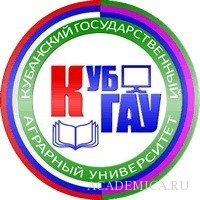 КУБАНСКИЙ ГОСУДАРСТВЕННЫЙ
КУБ
ГАУ
АГРАРНЫЙ УНИВЕРСИТЕТ
ACADEMICA.RU